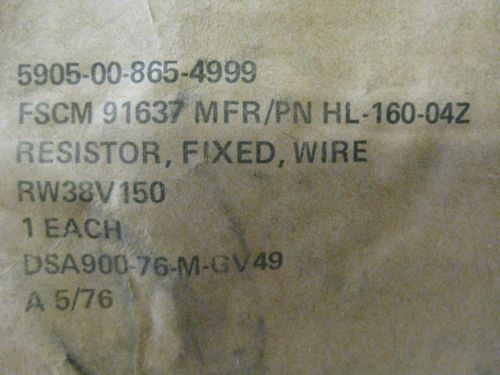 5905-00-865-4999
FSCM 91637 MFR/PN HL-160-04Z
RESISTOR, FIXED, WIRE
RW38V150
1 EACH
DSA900-76-M-GV49
A 5/76